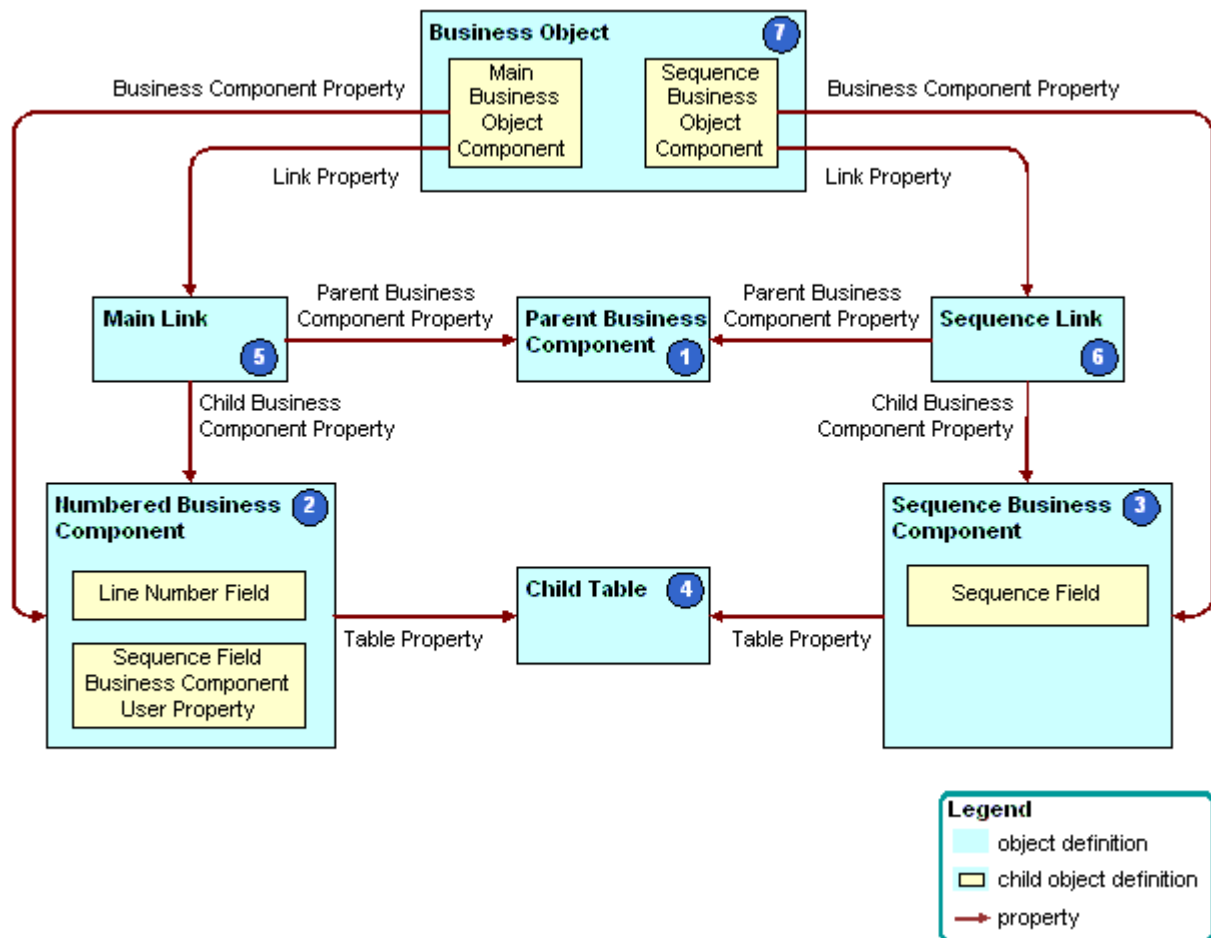 Business Object
7
Main
Business
Object
Component
Sequence
Business
Object
Component
Business Component Property
Business Component Property
Link Property
Link Property
Main Link
5
Parent Business
Component Property
Parent Business
Component
1
Parent Business
Component Property
Sequence Link
6
Child Business
Component Property
Child Business
Component Property
Numbered Business
Component
2
Line Number Field
Sequence Field
Business Component
User Property
Table Property
Child Table
4
Table Property
Sequence Business
Component
3
Sequence Field
Legend
object definition
child object definition
property